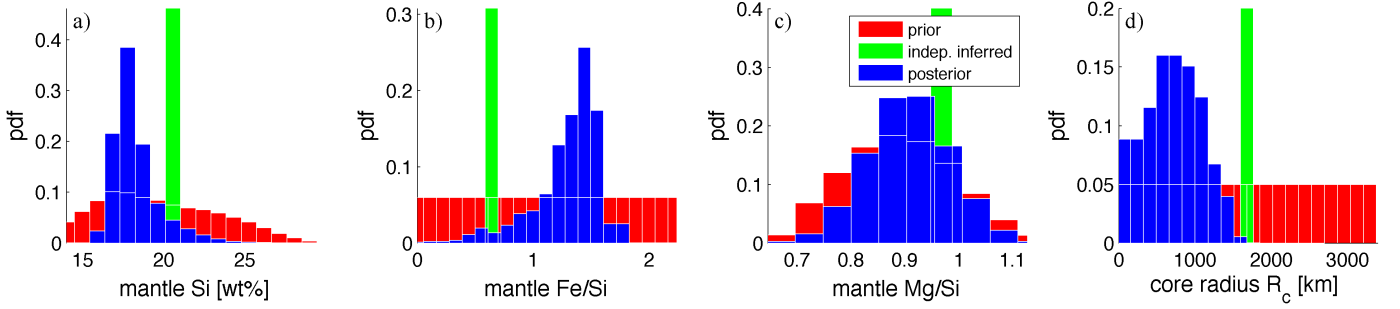 a)
0.4
0.3
0.2
0.1
0
15
20
25
pdf
mantle Si [wt%]
b)
0.3
0.2
0.1
0
0
1
2
pdf
mantle Fe/Si
c)
0.4
0.3
0.2
0.1
0
0.7
0.8
0.9
1
1.1
pdf
mantle Mg/Si
prior
indep. inferred
posterior
d)
0.2
0.15
0.1
0.05
0
0
1000
2000
3000
pdf
core radius R_c [km]